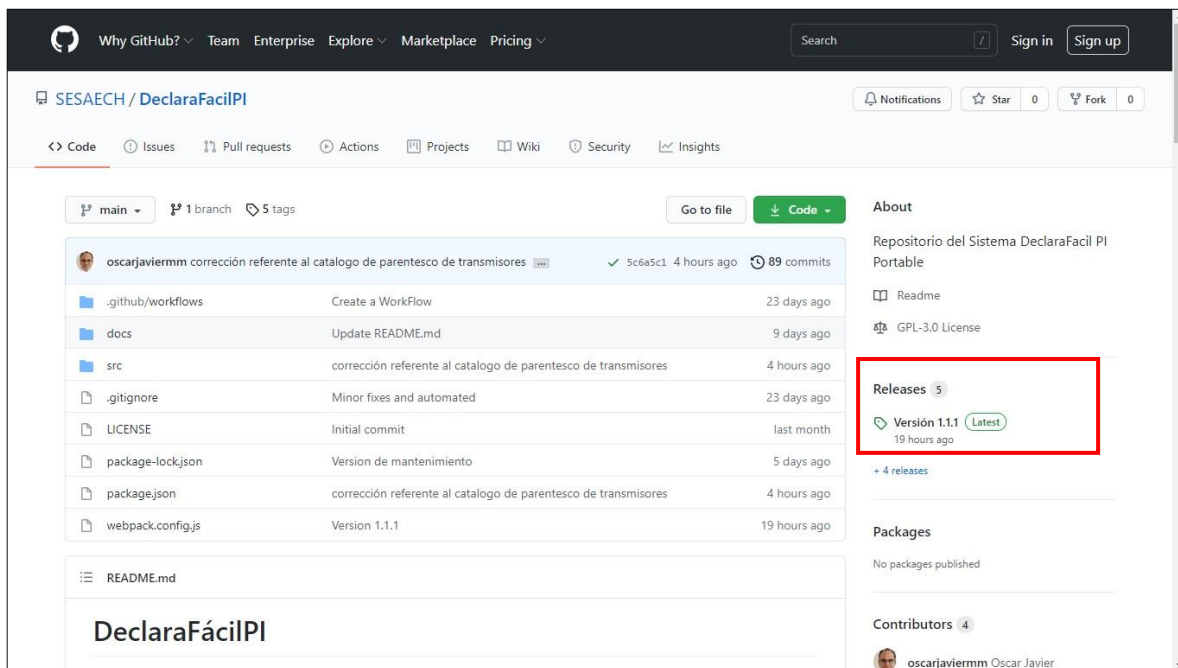 Why GitHub? Team Enterprise Explore Marketplace Pricing Search / Sign in Sign up
SESAECH / DeclaraFacilPI Notifications Star 0 Fork 0
<> Code Issues Pull requests Actions Projects Wiki Security Insights
main 1 branch 5 tags Go to file Code
oscarjaviermm corrección referente al catalogo de parentesco de transmisores ... 5c6a5c1 4 hours ago 89 commits
.github/workflows Create a WorkFlow 23 days ago
docs Update README.md 9 days ago
src corrección referente al catalogo de parentesco de transmisores 4 hours ago
.gitignore Minor fixes and automated 23 days ago
LICENSE Initial commit last month
package-lock.json Version de mantenimiento 5 days ago
package.json corrección referente al catalogo de parentesco de transmisores 4 hours ago
webpack.config.js Version 1.1.1 19 hours ago
README.md
DeclaraFácilPI
About
Repositorio del Sistema DeclaraFacil PI
Portable
Readme
GPL-3.0 License
Releases 5
Versión 1.1.1 Latest
19 hours ago
+ 4 releases
Packages
No packages published
Contributors 4
oscarjaviermm Oscar Javier